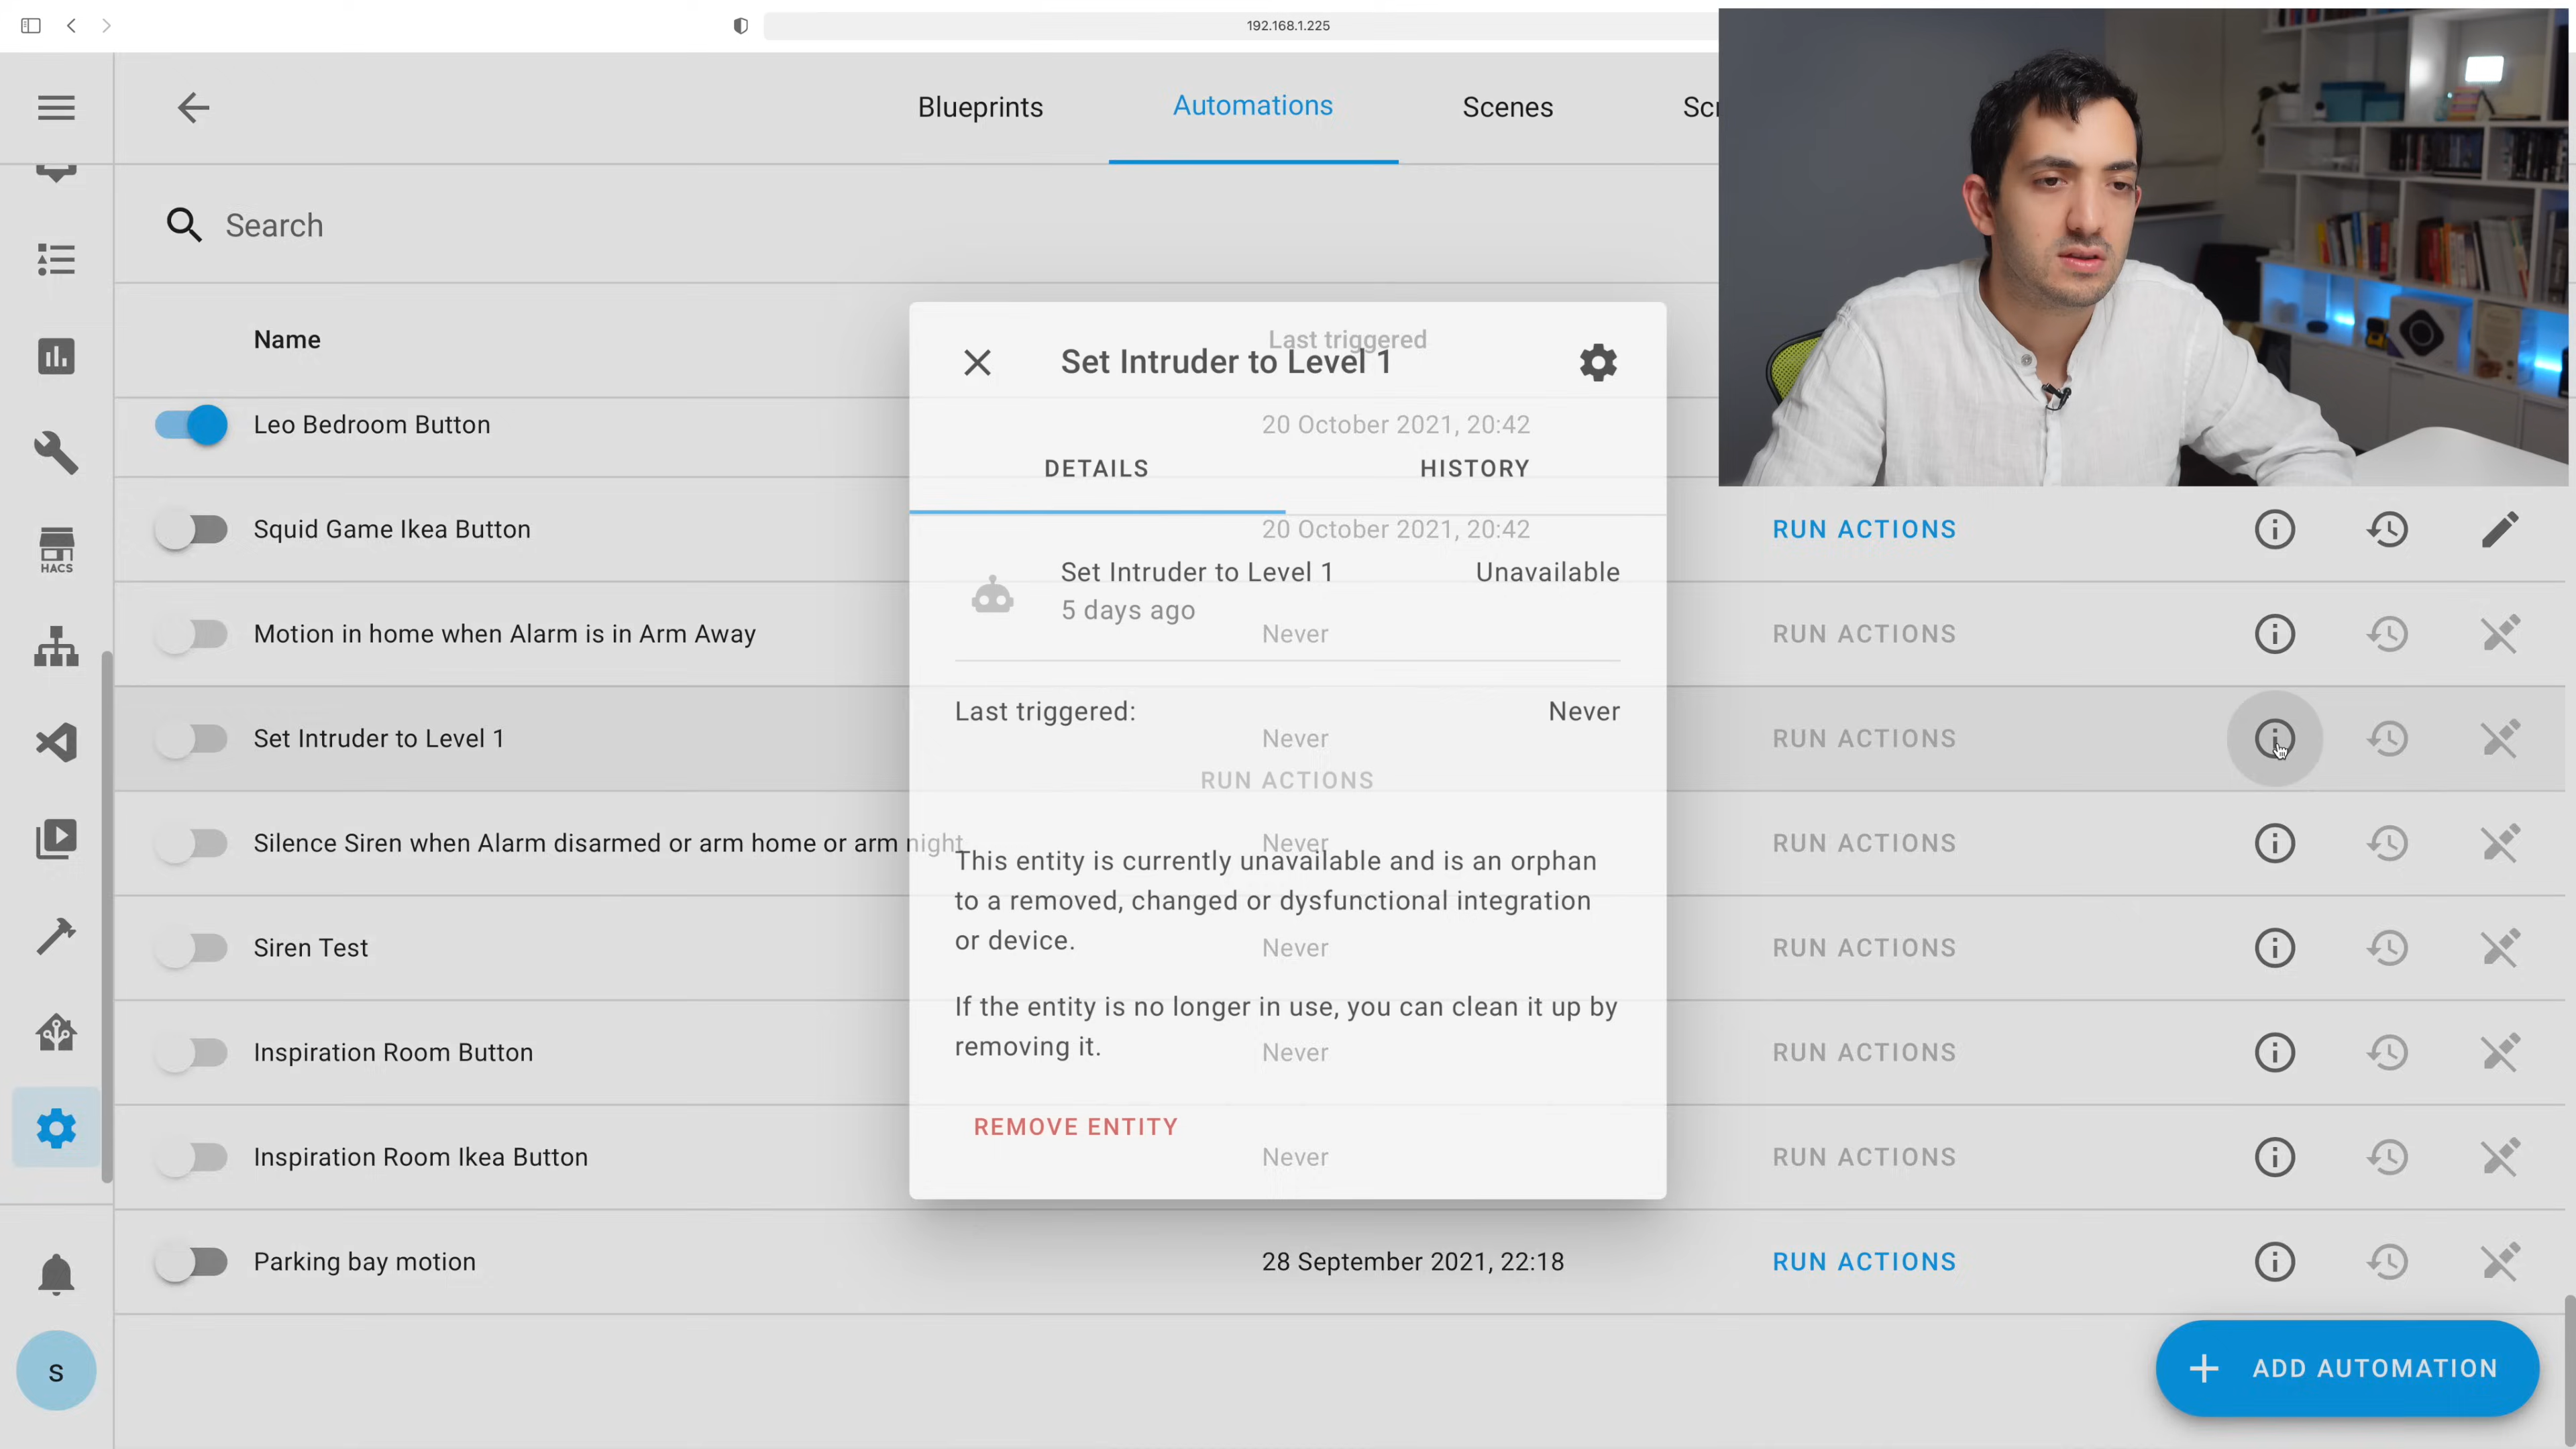 192.168.1.225
Blueprints
Automations
Scenes
Scr
Search
Name
Last triggered
Leo Bedroom Button
20 October 2021, 20:42
Squid Game Ikea Button
20 October 2021, 20:42
RUN ACTIONS
Motion in home when Alarm is in Arm Away
Never
RUN ACTIONS
Set Intruder to Level 1
Never
RUN ACTIONS
Silence Siren when Alarm disarmed or arm home or arm night
Never
RUN ACTIONS
Siren Test
Never
RUN ACTIONS
Inspiration Room Button
Never
RUN ACTIONS
Inspiration Room Ikea Button
Never
RUN ACTIONS
Parking bay motion
28 September 2021, 22:18
RUN ACTIONS
Set Intruder to Level 1
DETAILS
HISTORY
Set Intruder to Level 1
Unavailable
5 days ago
Last triggered:
Never
RUN ACTIONS
This entity is currently unavailable and is an orphan
to a removed, changed or dysfunctional integration
or device.
If the entity is no longer in use, you can clean it up by
removing it.
REMOVE ENTITY
HACS
S
ADD AUTOMATION